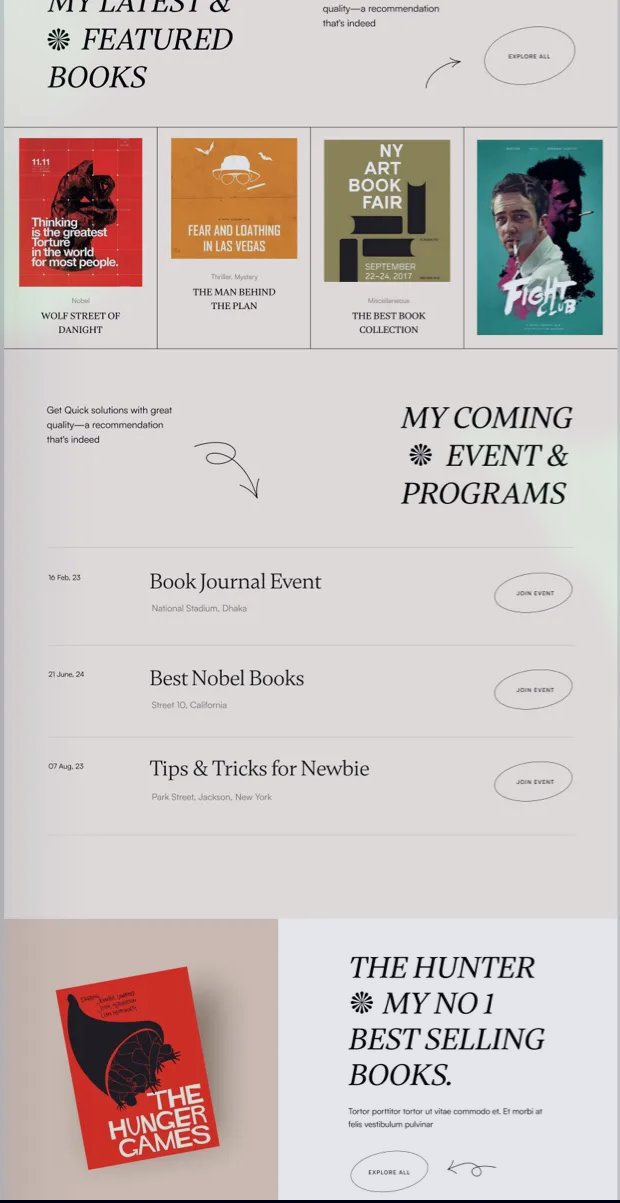 MY LATEST &
FEATURED
BOOKS
quality—a recommendation
that's indeed
EXPLORE ALL
11.11
Thinking
is the greatest
Torture
in the world
for most people.
Nobel
WOLF STREET OF
DANIGHT
FEAR AND LOATHING
IN LAS VEGAS
Thriller, Mystery
THE MAN BEHIND
THE PLAN
NY
ART
BOOK
FAIR
SEPTEMBER
22–24, 2017
Miscellaneous
THE BEST BOOK
COLLECTION
FIGHT
CLUB
Get Quick solutions with great
quality—a recommendation
that's indeed
MY COMING
EVENT &
PROGRAMS
16 Feb, 23
Book Journal Event
National Stadium, Dhaka
JOIN EVENT
21 June, 24
Best Nobel Books
Street 10, California
JOIN EVENT
07 Aug, 23
Tips & Tricks for Newbie
Park Street, Jackson, New York
JOIN EVENT
THE
HUNGER
GAMES
THE HUNTER
MY NO 1
BEST SELLING
BOOKS.
Tortor porttitor tortor ut vitae commodo et. Et morbi at
felis vestibulum pulvinar
EXPLORE ALL